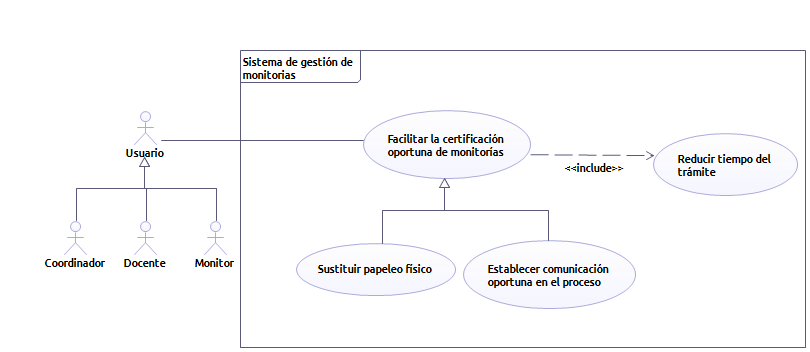 Sistema de gestión de
monitorias
Usuario
Facilitar la certificación
oportuna de monitorías
<<include>>
Reducir tiempo del
trámite
Coordinador
Docente
Monitor
Sustituir papeleo físico
Establecer comunicación
oportuna en el proceso